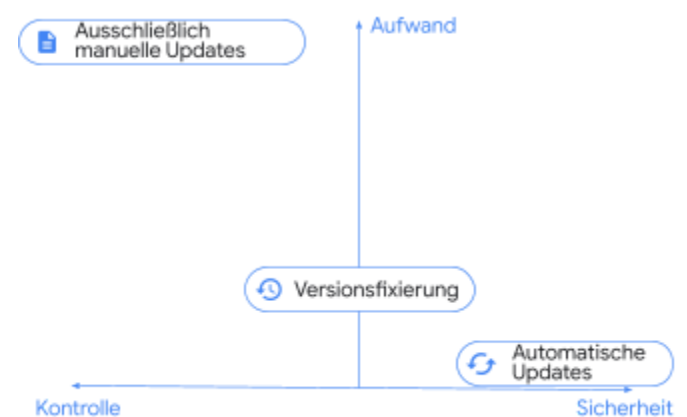 Ausschließlich
manuelle Updates
Aufwand
Versionsfixierung
Automatische
Updates
Kontrolle
Sicherheit